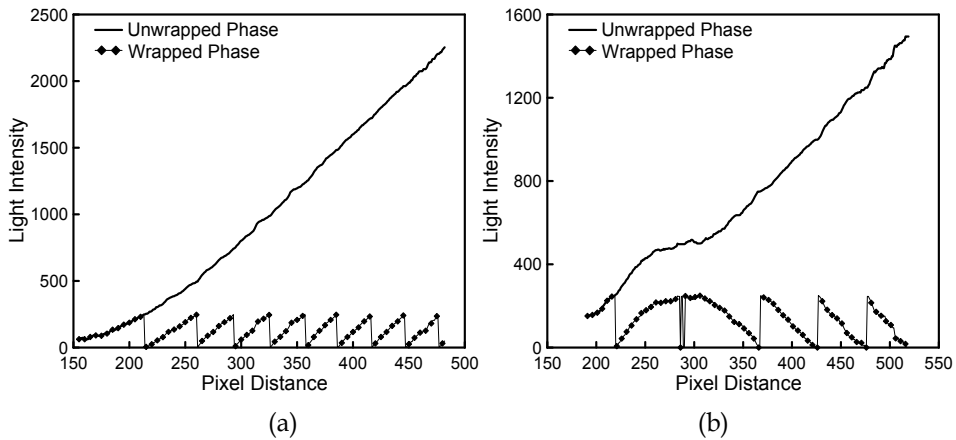 2500
2000
1500
1000
500
0
Light Intensity
Unwrapped Phase
Wrapped Phase
150 200 250 300 350 400 450 500
Pixel Distance
(a)
1600
1200
800
400
0
Light Intensity
Unwrapped Phase
Wrapped Phase
150 200 250 300 350 400 450 500 550
Pixel Distance
(b)